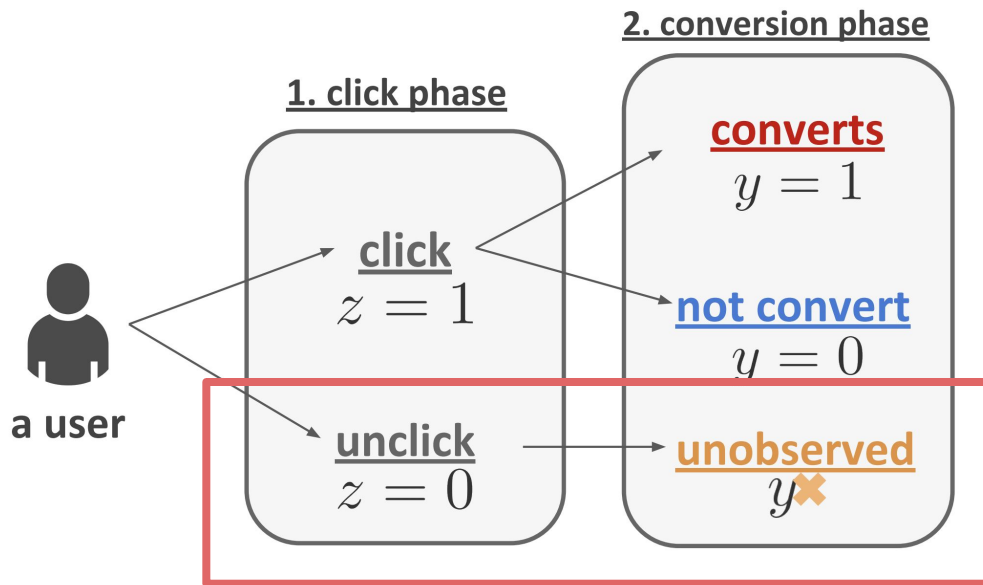 2. conversion phase
1. click phase
converts
y = 1
click
z = 1
not convert
y = 0
a user
unclick
z = 0
unobserved
y✖